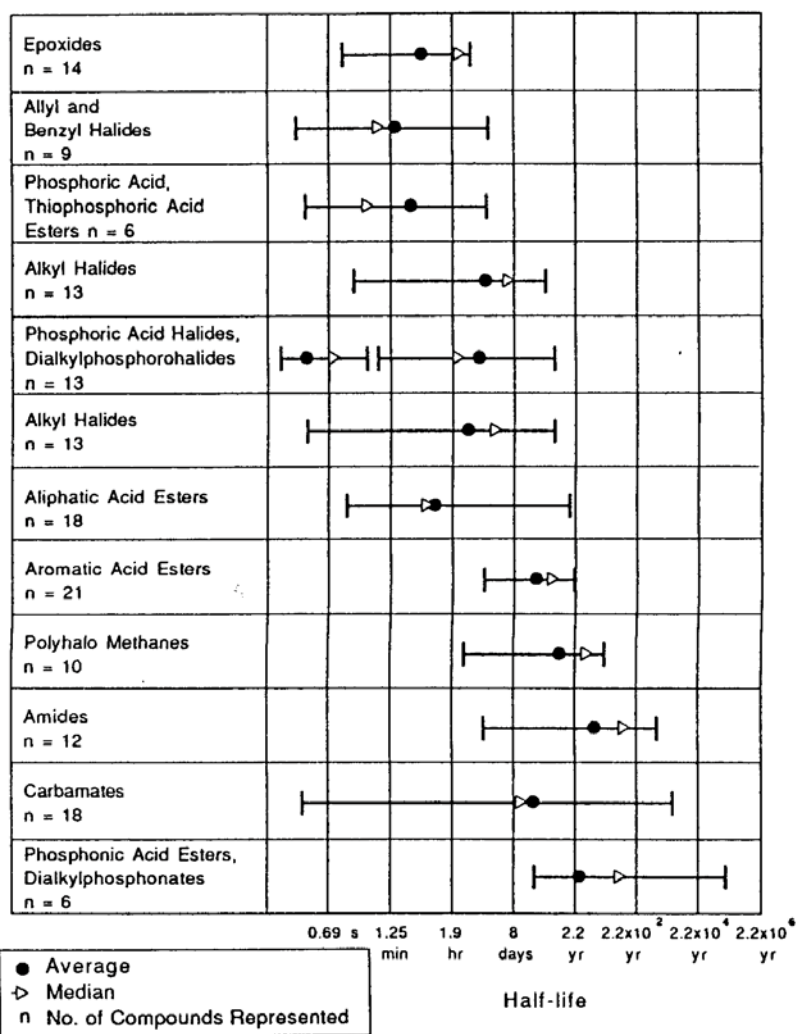 Epoxides
n = 14
Allyl and
Benzyl Halides
n = 9
Phosphoric Acid,
Thiophosphoric Acid
Esters n = 6
Alkyl Halides
n = 13
Phosphoric Acid Halides,
Dialkylphosphorohalides
n = 13
Alkyl Halides
n = 13
Aliphatic Acid Esters
n = 18
Aromatic Acid Esters
n = 21
Polyhalo Methanes
n = 10
Amides
n = 12
Carbamates
n = 18
Phosphonic Acid Esters,
Dialkylphosphonates
n = 6
0.69 s 1.25 1.9 8 2.2 2.2x10² 2.2x10⁴ 2.2x10⁶
min hr days yr yr yr yr
Half-life
Average
Median
n No. of Compounds Represented